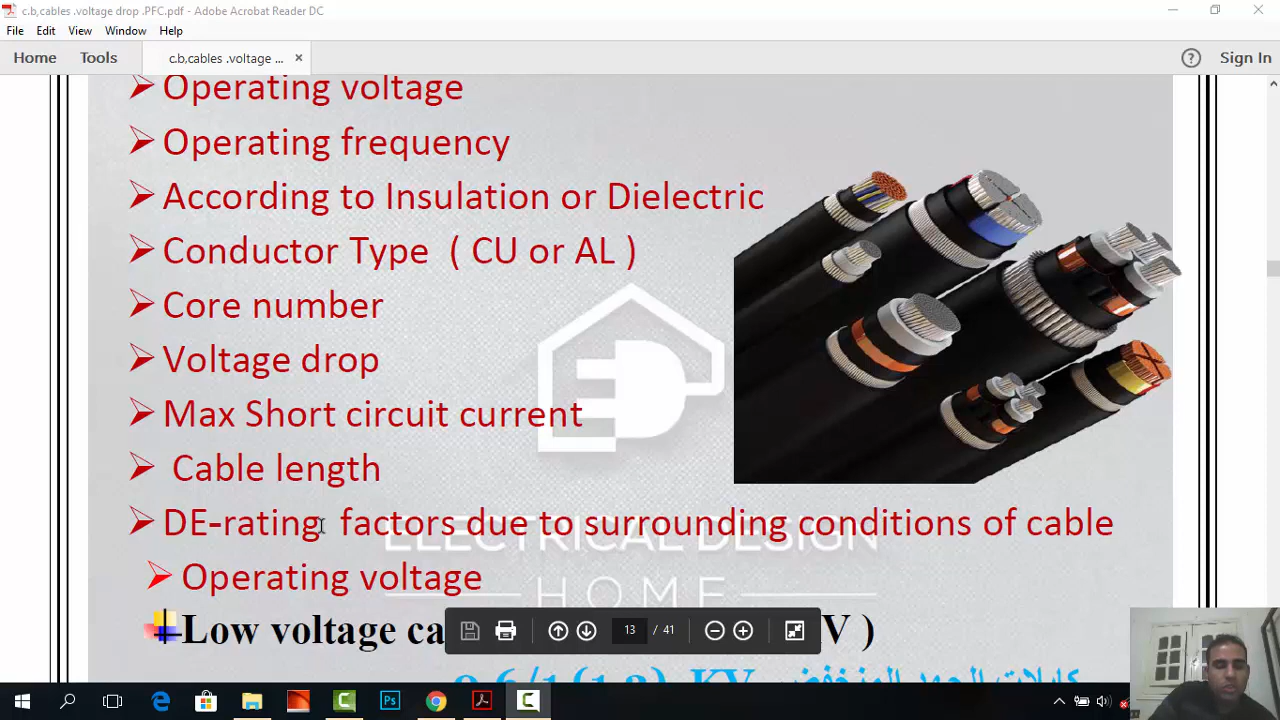 c.b,cables .voltage drop .PFC.pdf - Adobe Acrobat Reader DC
File Edit View Window Help
Home Tools c.b,cables .voltage ... × Sign In
Operating voltage
Operating frequency
According to Insulation or Dielectric
Conductor Type ( CU or AL )
Core number
Voltage drop
Max Short circuit current
Cable length
DE-rating factors due to surrounding conditions of cable
ELECTRICAL DESIGN
Operating voltage
HOME
Low voltage ca V )
13 / 41